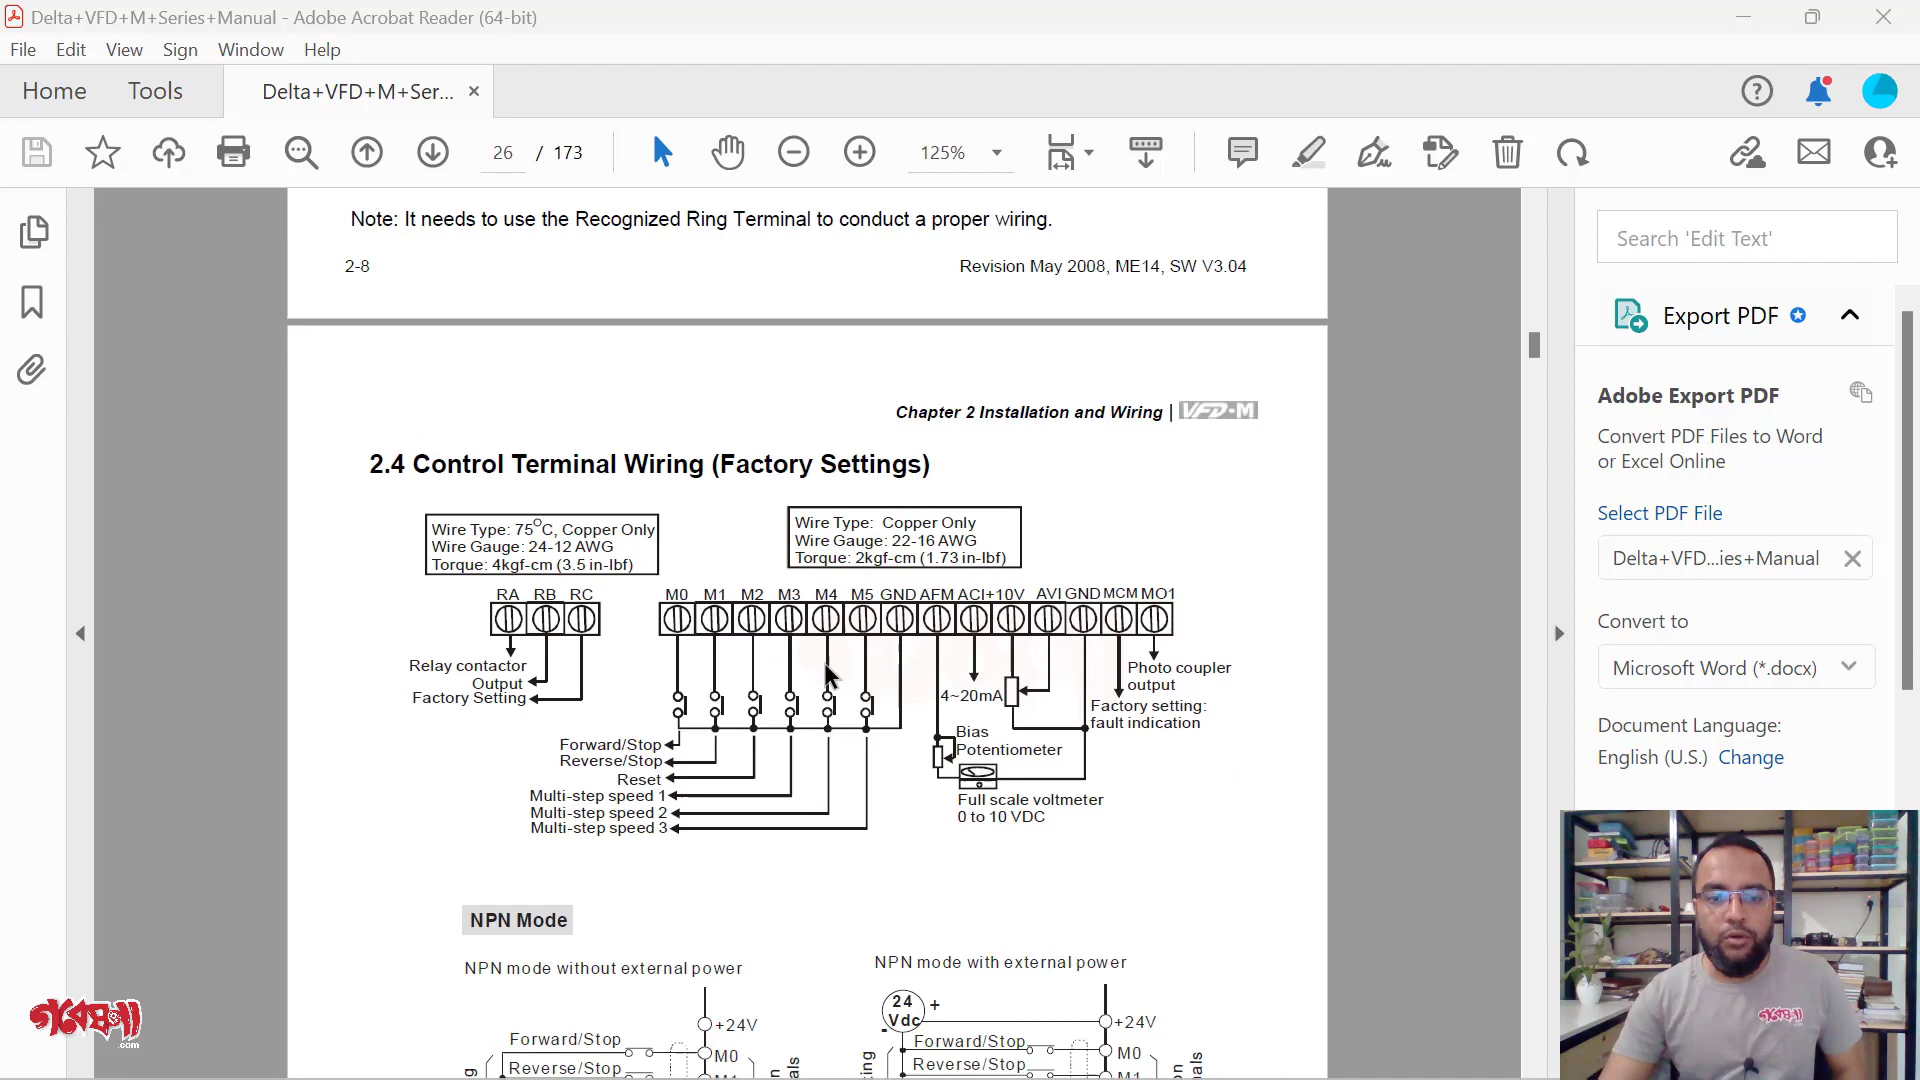 Delta+VFD+M+Series+Manual - Adobe Acrobat Reader (64-bit)
File Edit View Sign Window Help
Home Tools Delta+VFD+M+Ser... ×
26 / 173 125%
Note: It needs to use the Recognized Ring Terminal to conduct a proper wiring.
2-8 Revision May 2008, ME14, SW V3.04
Chapter 2 Installation and Wiring | VFD-M
2.4 Control Terminal Wiring (Factory Settings)
Wire Type: 75°C, Copper Only
Wire Gauge: 24-12 AWG
Torque: 4kgf-cm (3.5 in-lbf)
Wire Type: Copper Only
Wire Gauge: 22-16 AWG
Torque: 2kgf-cm (1.73 in-lbf)
RA RB RC
M0 M1 M2 M3 M4 M5 GND AFM ACI +10V AVI GND MCM MO1
Relay contactor
Output
Factory Setting
Forward/Stop
Reverse/Stop
Reset
Multi-step speed 1
Multi-step speed 2
Multi-step speed 3
4~20mA
Bias
Potentiometer
Full scale voltmeter
0 to 10 VDC
Photo coupler
output
Factory setting:
fault indication
NPN Mode
NPN mode without external power
+24V
Forward/Stop
M0
Reverse/Stop
NPN mode with external power
24
Vdc
+
-
+24V
Forward/Stop
M0
Reverse/Stop
M1
Search 'Edit Text'
Export PDF
Adobe Export PDF
Convert PDF Files to Word
or Excel Online
Select PDF File
Delta+VFD...ies+Manual
Convert to
Microsoft Word (*.docx)
Document Language:
English (U.S.) Change
গবেষণা
.com
গবেষণা